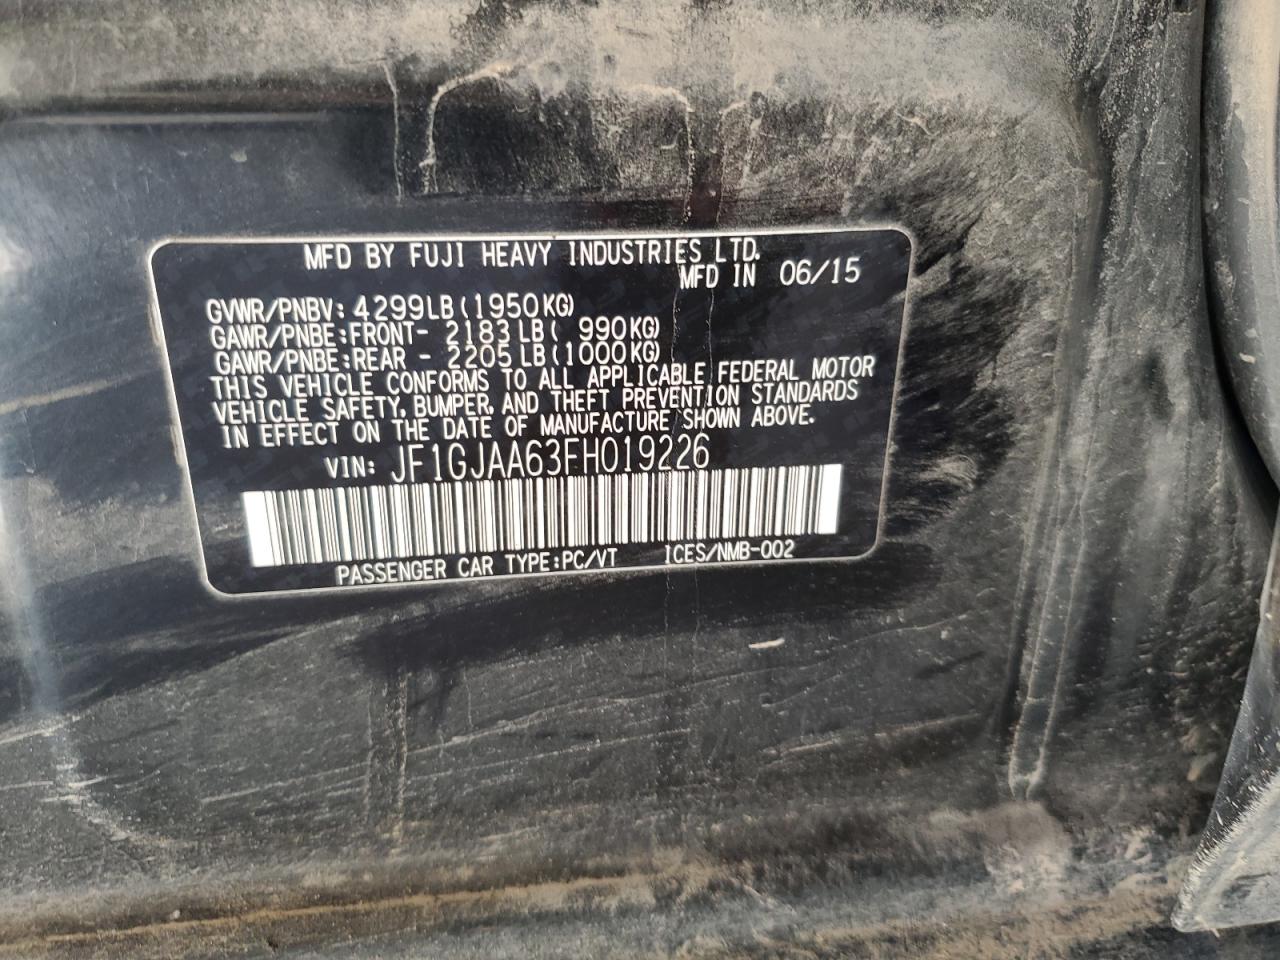 MFD BY FUJI HEAVY INDUSTRIES LTD.
MFD IN 06/15
GVWR/PNBV: 4299LB(1950KG)
GAWR/PNBE:FRONT- 2183LB( 990KG)
GAWR/PNBE:REAR - 2205LB(1000KG)
THIS VEHICLE CONFORMS TO ALL APPLICABLE FEDERAL MOTOR
VEHICLE SAFETY, BUMPER, AND THEFT PREVENTION STANDARDS
IN EFFECT ON THE DATE OF MANUFACTURE SHOWN ABOVE.
VIN: JF1GJAA63FH019226
PASSENGER CAR TYPE:PC/VT ICES/NMB-002